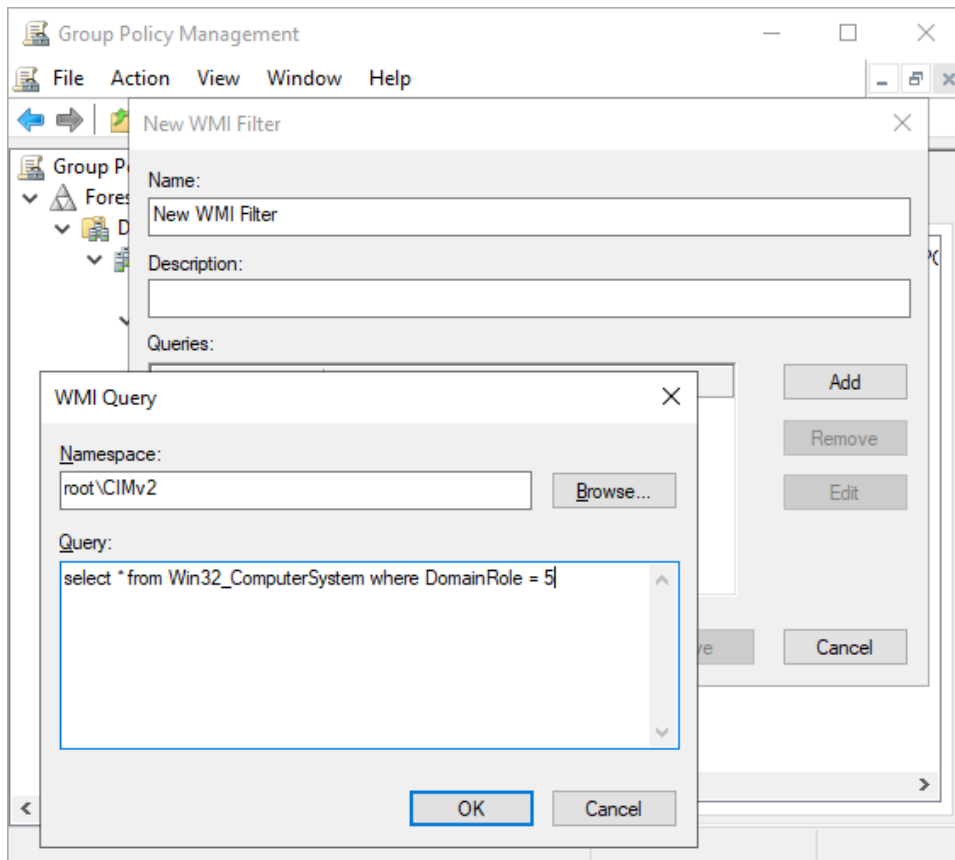 Group Policy Management
File Action View Window Help
New WMI Filter
Group P
Fores
D
Name:
New WMI Filter
Description:
Queries:
Add
Remove
Edit
Cancel
WMI Query
Namespace:
root\CIMv2
Browse...
Query:
select * from Win32_ComputerSystem where DomainRole = 5
OK
Cancel